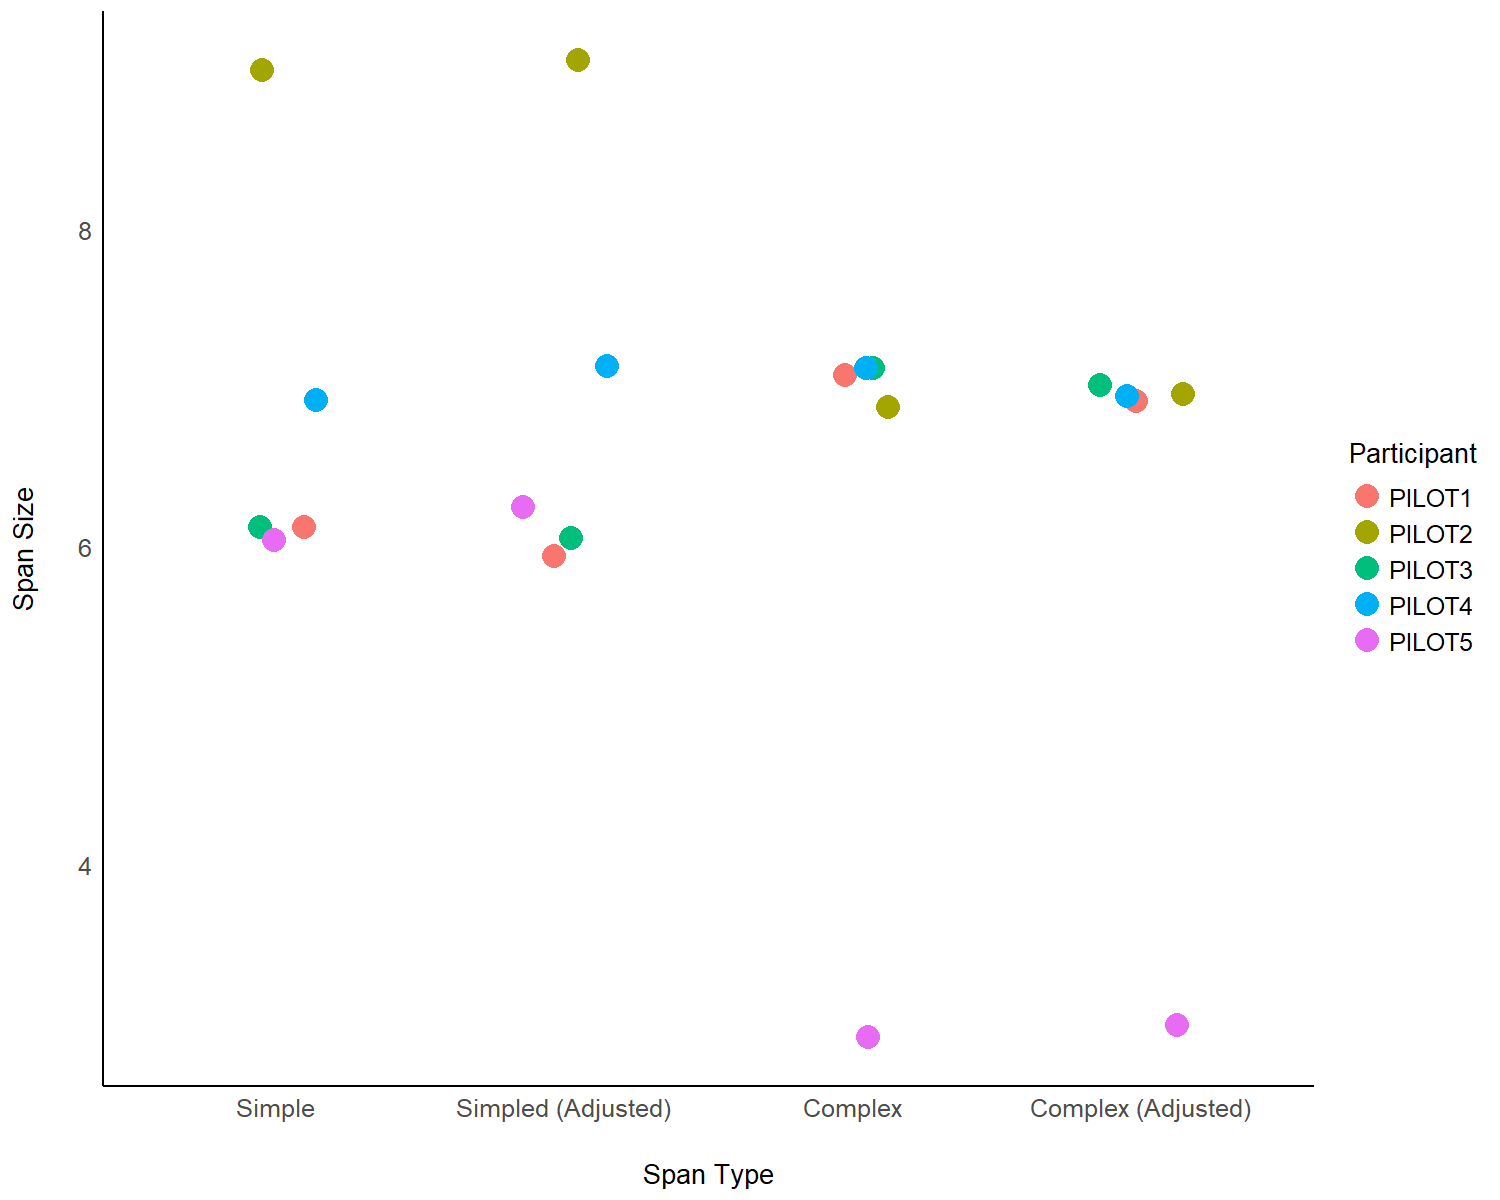 8
6
4
Span Size
Simple
Simpled (Adjusted)
Complex
Complex (Adjusted)
Span Type
Participant
PILOT1
PILOT2
PILOT3
PILOT4
PILOT5